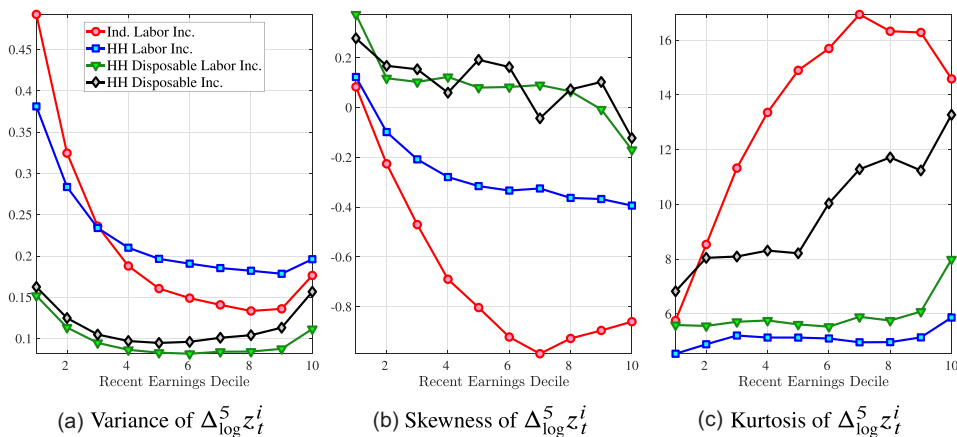 0.45
0.4
0.35
0.3
0.25
0.2
0.15
0.1
2 4 6 8 10
Recent Earnings Decile
Ind. Labor Inc.
HH Labor Inc.
HH Disposable Labor Inc.
HH Disposable Inc.
(a) Variance of Δ⁵_log z^i_t
0.2
0
-0.2
-0.4
-0.6
-0.8
2 4 6 8 10
Recent Earnings Decile
(b) Skewness of Δ⁵_log z^i_t
16
14
12
10
8
6
2 4 6 8 10
Recent Earnings Decile
(c) Kurtosis of Δ⁵_log z^i_t